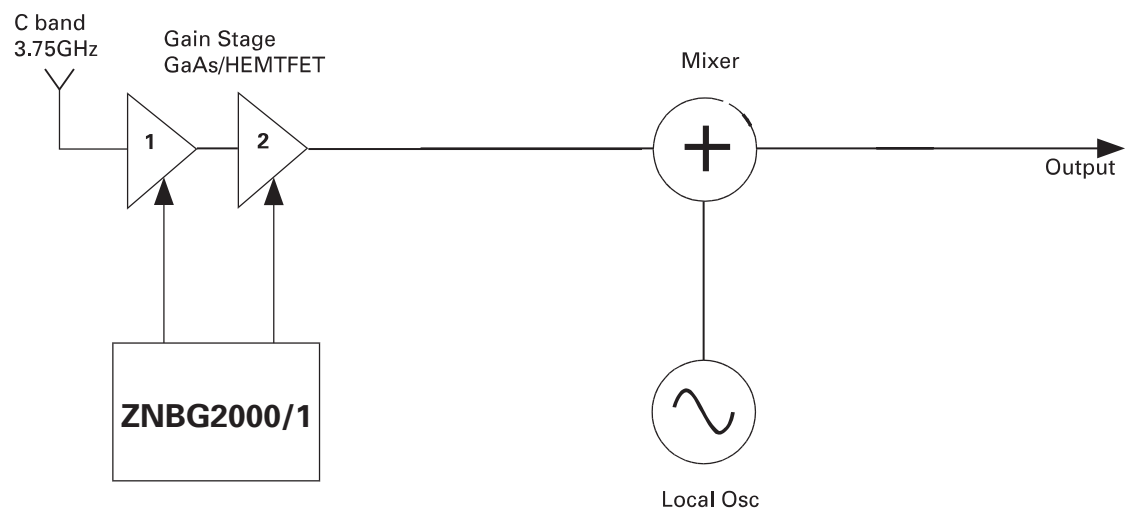 C band
3.75GHz
Gain Stage
GaAs/HEMTFET
Mixer
1
2
Output
ZNBG2000/1
Local Osc